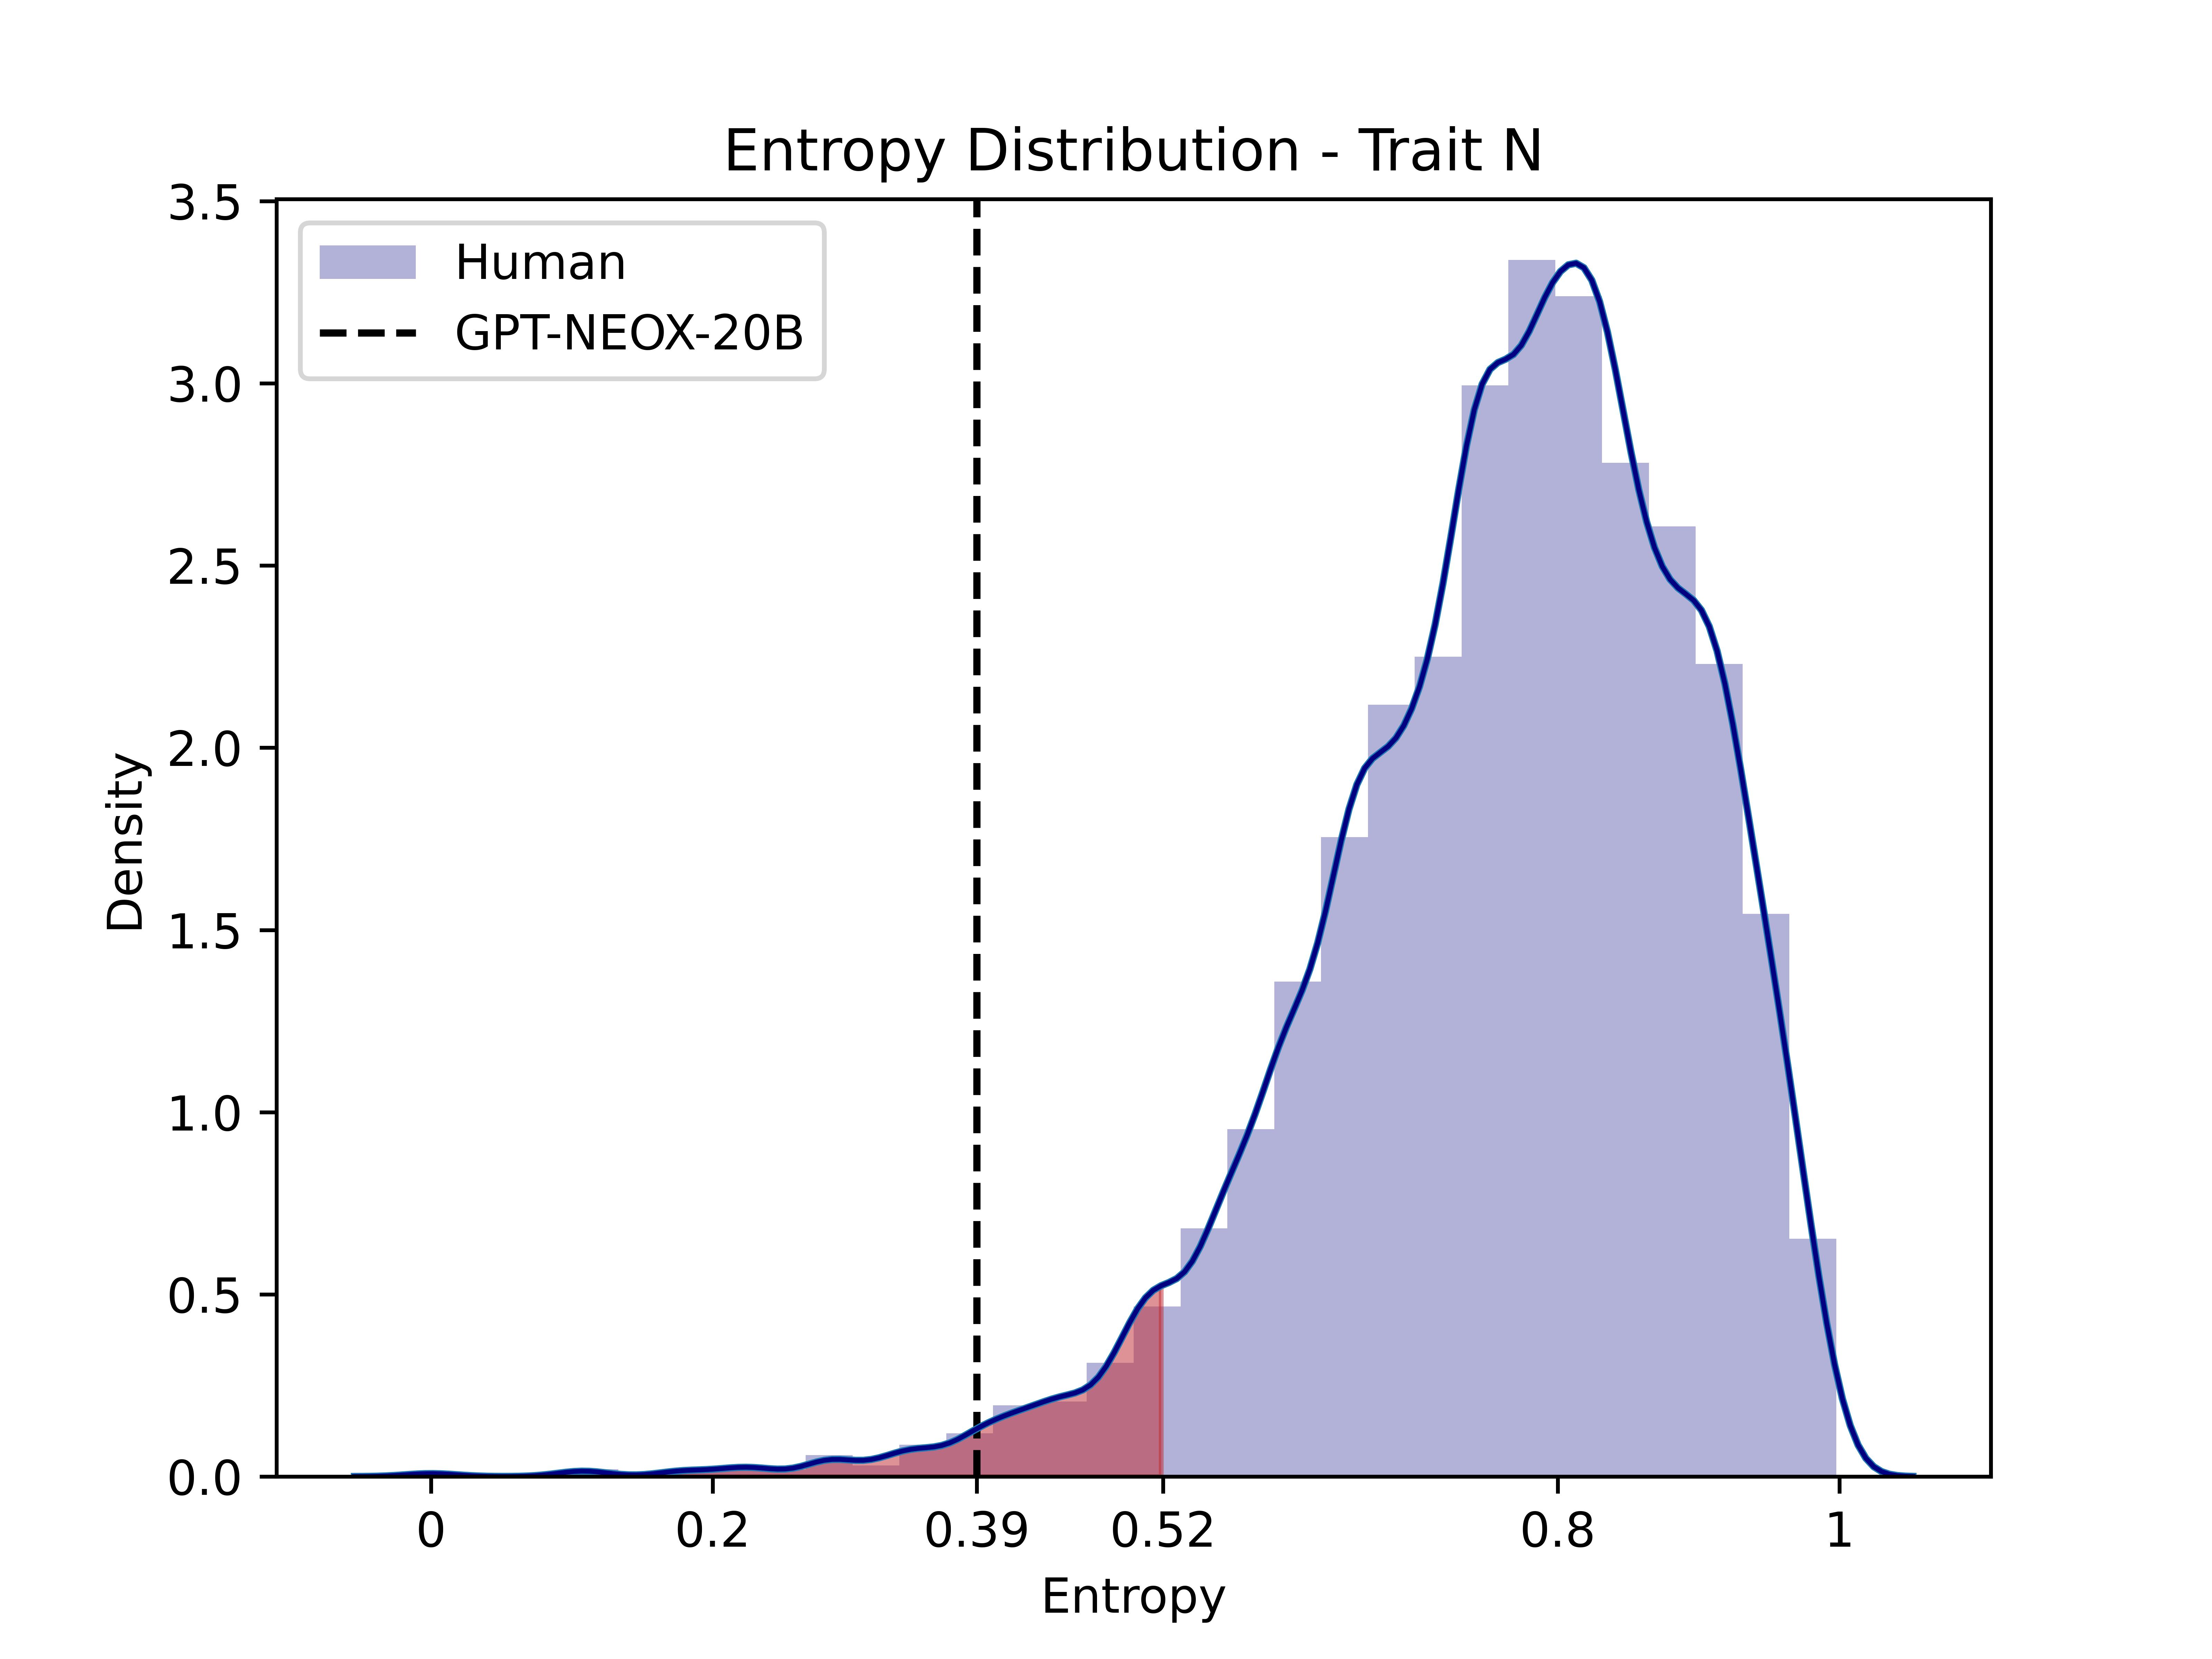 Entropy Distribution - Trait N
Human
GPT-NEOX-20B
3.5
3.0
2.5
2.0
1.5
1.0
0.5
0.0
Density
0 0.2 0.39 0.52 0.8 1
Entropy